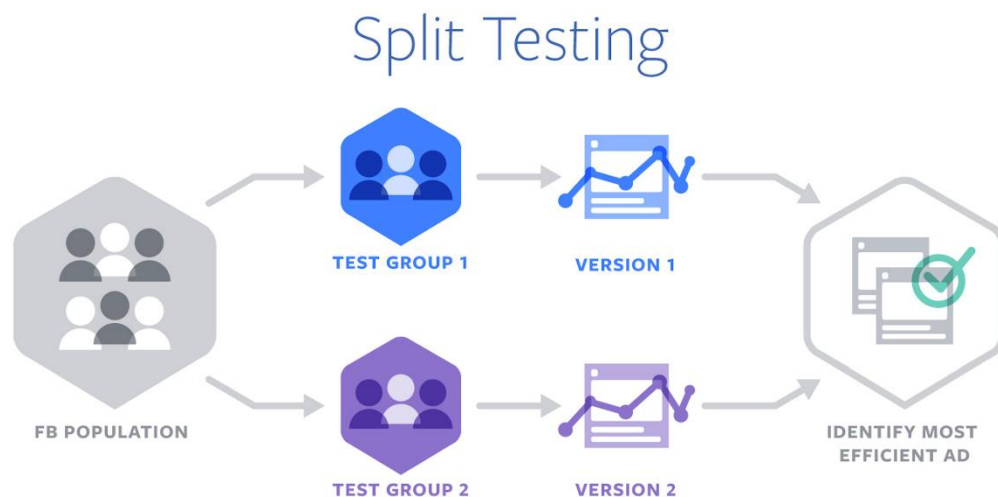 Split Testing
TEST GROUP 1
VERSION 1
FB POPULATION
IDENTIFY MOST
EFFICIENT AD
TEST GROUP 2
VERSION 2